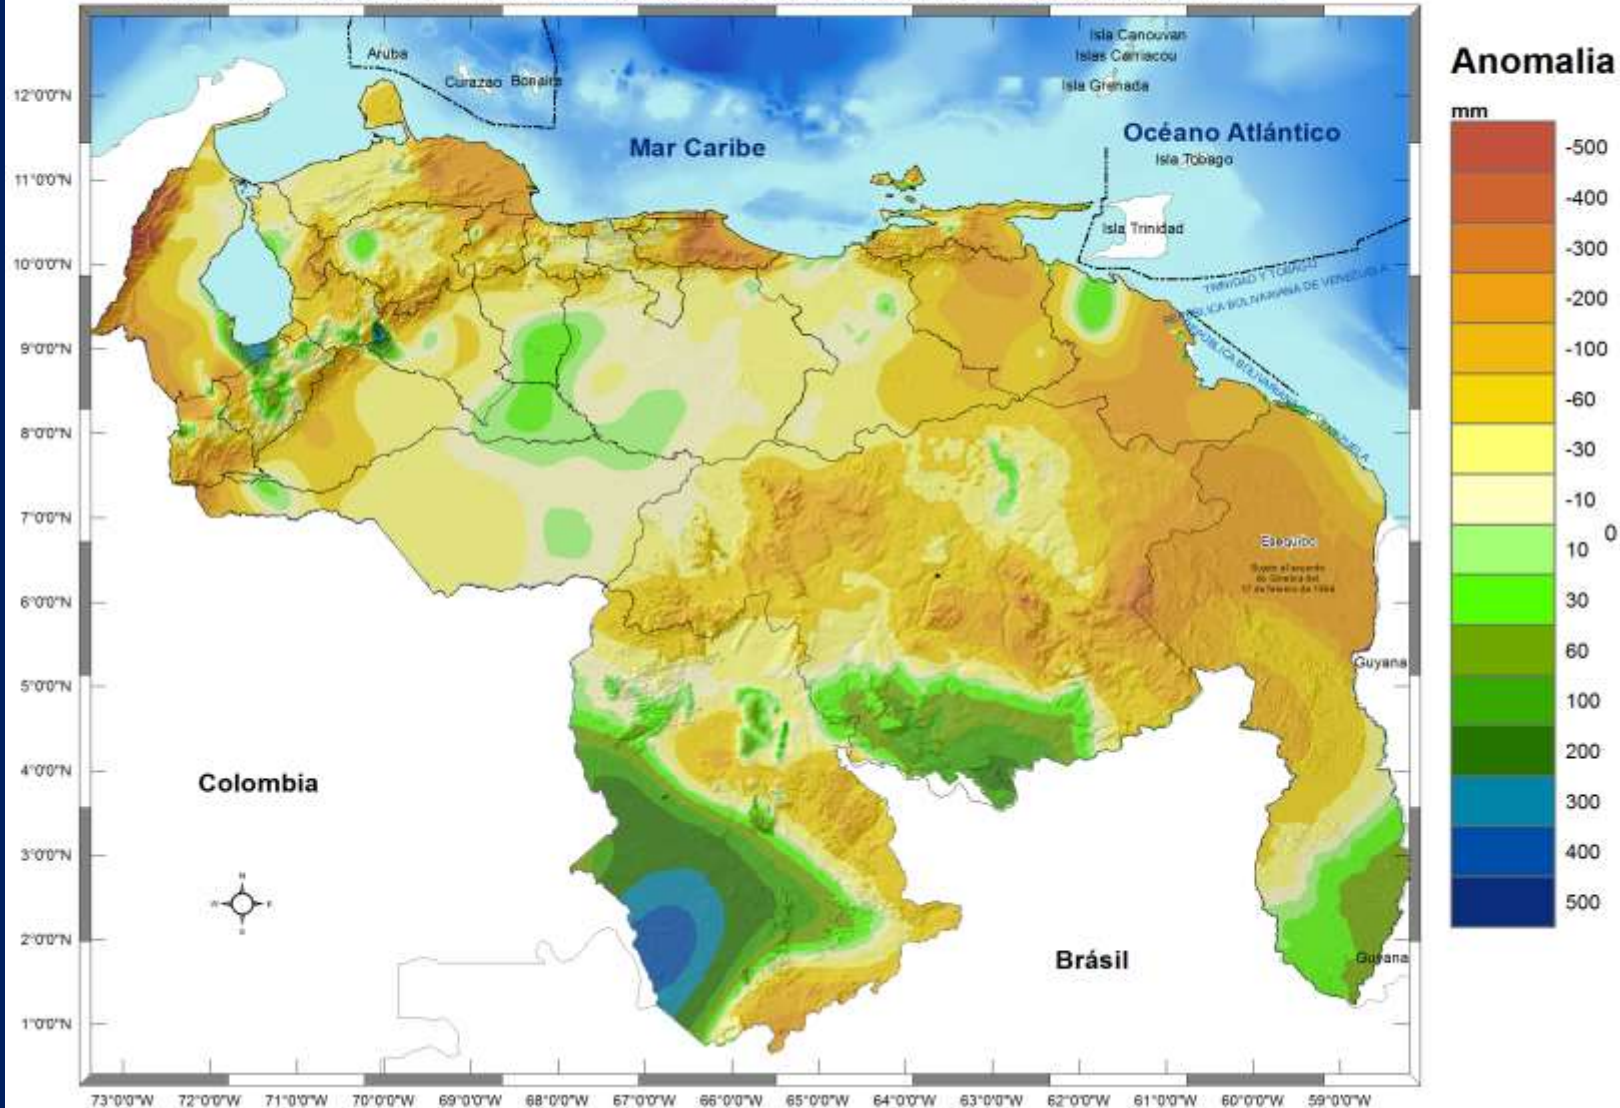 Anomalia
mm
-500
-400
-300
-200
-100
-60
-30
-10
0
10
30
60
100
200
300
400
500
Isla Canouvan
Islas Carriacou
Isla Grenada
Aruba
Curazao Bonaire
Mar Caribe
Océano Atlántico
Isla Tobago
Isla Trinidad
TRINIDAD Y TOBAGO
REPÚBLICA BOLIVARIANA DE VENEZUELA
Esequibo
Guyana
Colombia
Brásil
Guyana
N
W E
S
12°0'0"N
11°0'0"N
10°0'0"N
9°0'0"N
8°0'0"N
7°0'0"N
6°0'0"N
5°0'0"N
4°0'0"N
3°0'0"N
2°0'0"N
1°0'0"N
73°0'0"W 72°0'0"W 71°0'0"W 70°0'0"W 69°0'0"W 68°0'0"W 67°0'0"W 66°0'0"W 65°0'0"W 64°0'0"W 63°0'0"W 62°0'0"W 61°0'0"W 60°0'0"W 59°0'0"W